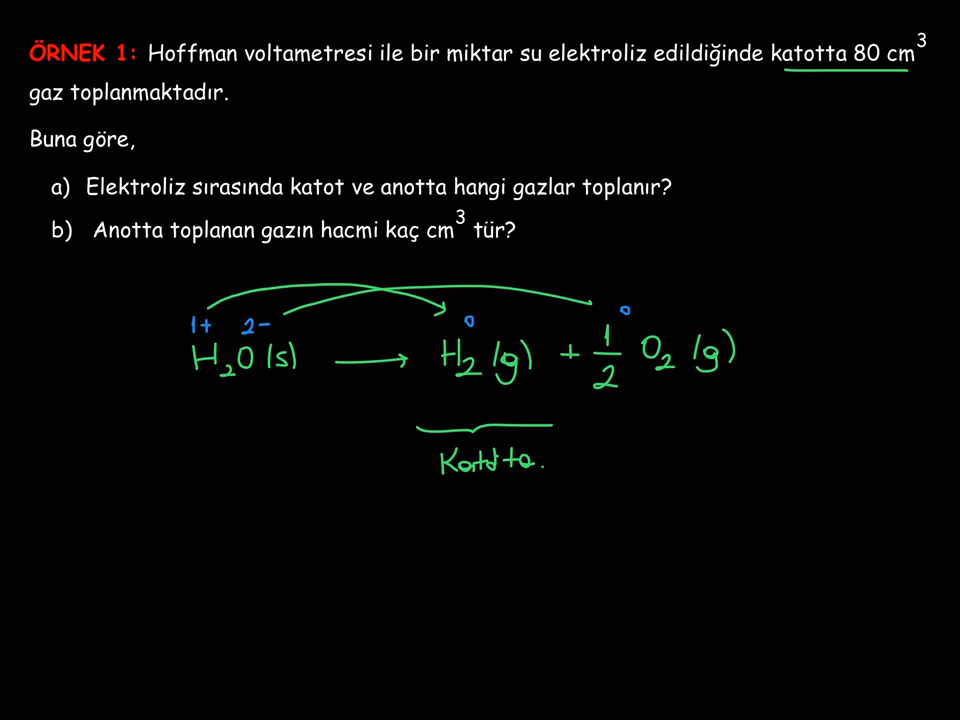 ÖRNEK 1: Hoffman voltametresi ile bir miktar su elektroliz edildiğinde katotta 80 cm³
gaz toplanmaktadır.
Buna göre,
a) Elektroliz sırasında katot ve anotta hangi gazlar toplanır?
b) Anotta toplanan gazın hacmi kaç cm³ tür?
1+ 2- 0 0
H₂O (s) → H₂ (g) + 1/2 O₂ (g)
Katotta.